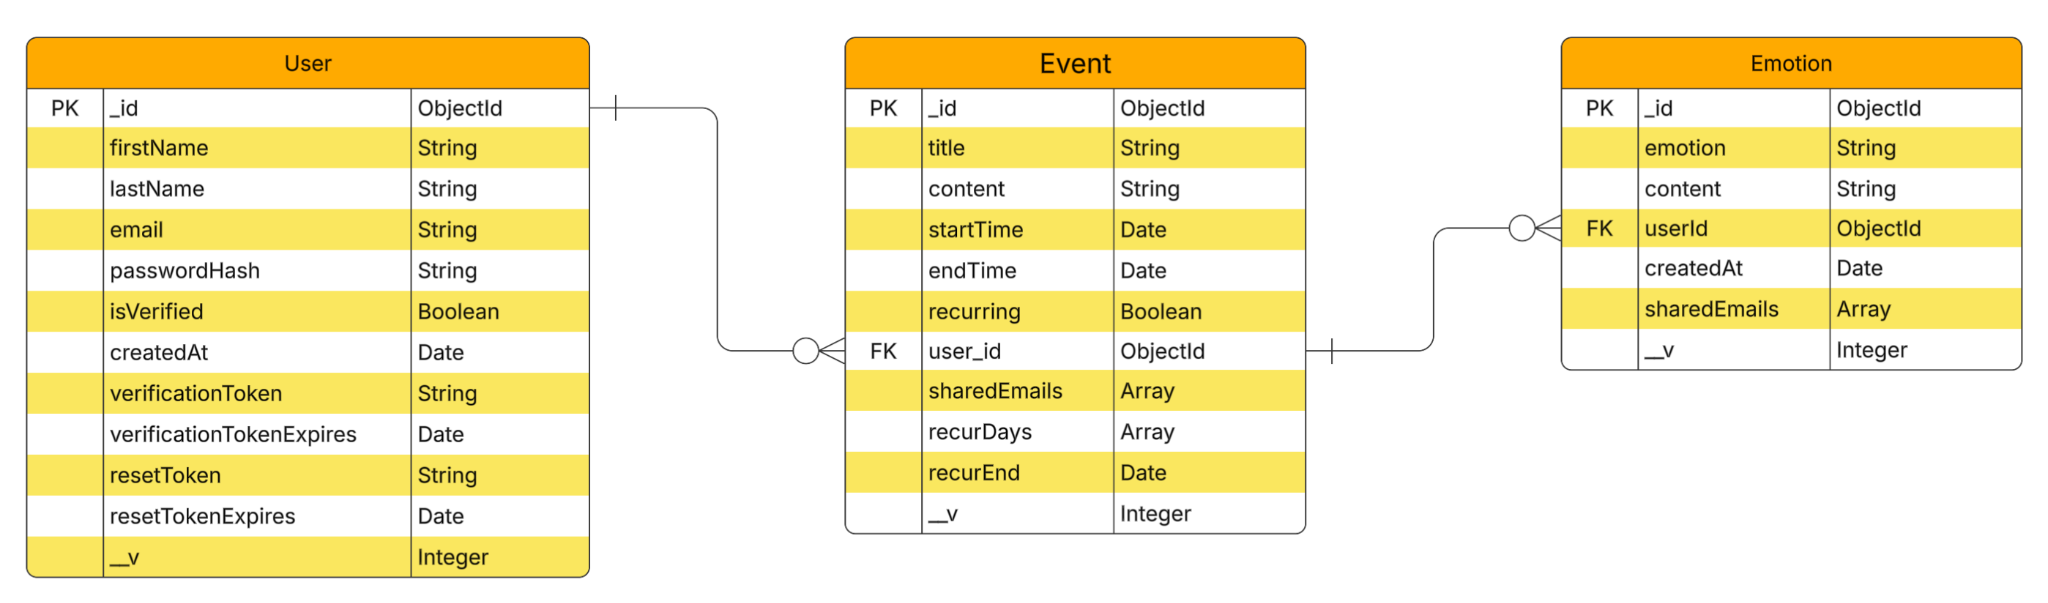 User
PK _id ObjectId
firstName String
lastName String
email String
passwordHash String
isVerified Boolean
createdAt Date
verificationToken String
verificationTokenExpires Date
resetToken String
resetTokenExpires Date
__v Integer
Event
PK _id ObjectId
title String
content String
startTime Date
endTime Date
recurring Boolean
FK user_id ObjectId
sharedEmails Array
recurDays Array
recurEnd Date
__v Integer
Emotion
PK _id ObjectId
emotion String
content String
FK userId ObjectId
createdAt Date
sharedEmails Array
__v Integer